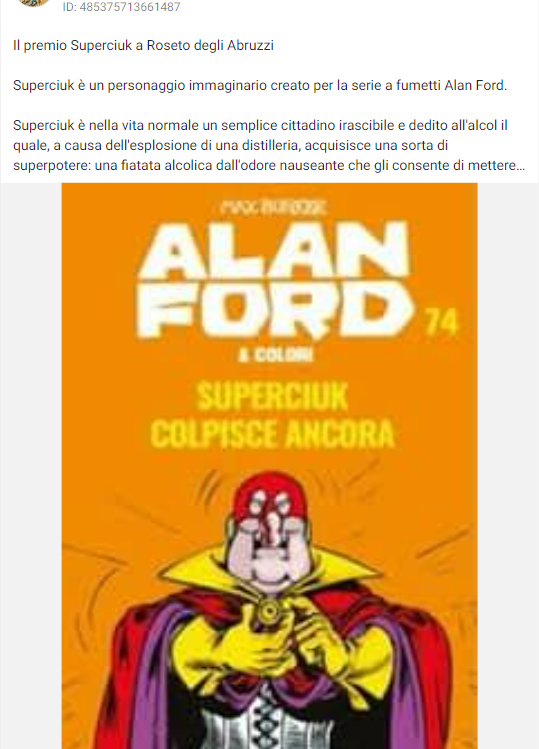 ID: 485375713661487
Il premio Superciuk a Roseto degli Abruzzi
Superciuk è un personaggio immaginario creato per la serie a fumetti Alan Ford.
Superciuk è nella vita normale un semplice cittadino irascibile e dedito all'alcol il
quale, a causa dell'esplosione di una distilleria, acquisisce una sorta di
superpotere: una fiatata alcolica dall'odore nauseante che gli consente di mettere…
MAX BUNKER
ALAN
FORD 74
A COLORI
SUPERCIUK
COLPISCE ANCORA